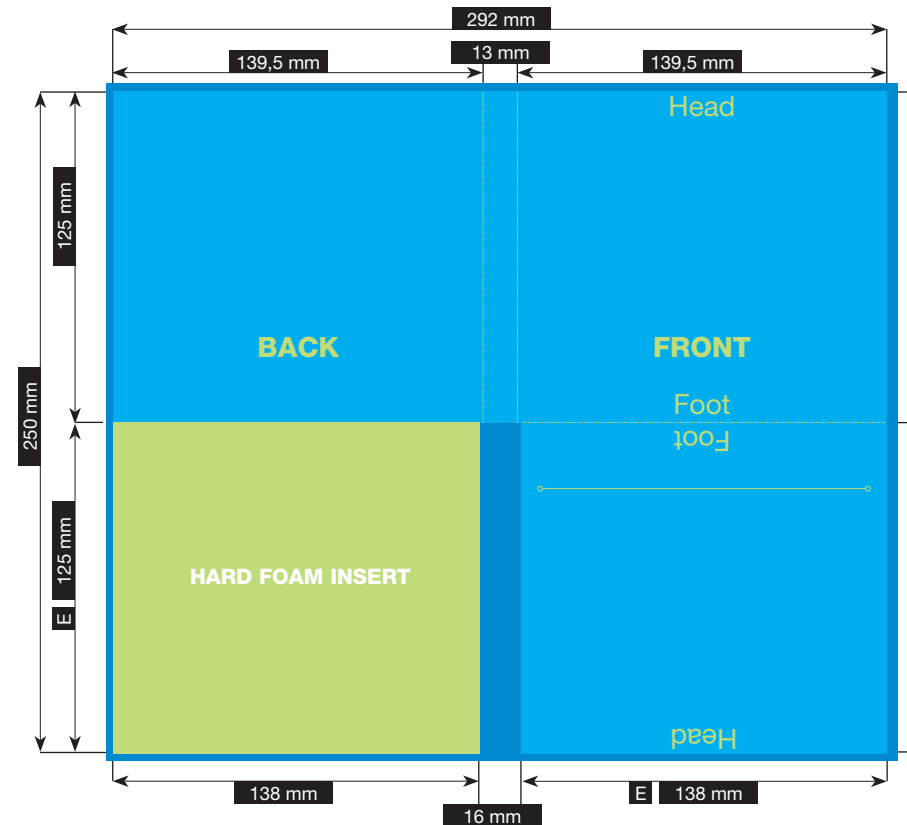 292 mm
13 mm
139,5 mm
139,5 mm
Head
125 mm
BACK
FRONT
Foot
250 mm
Foot
125 mm
E
HARD FOAM INSERT
Head
138 mm
E 138 mm
16 mm